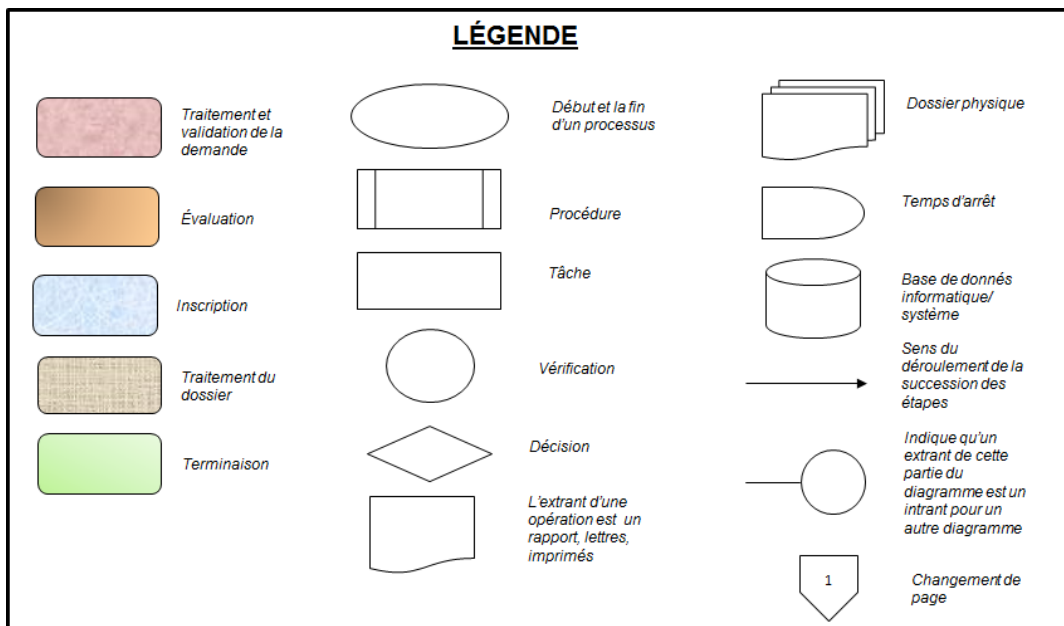 LÉGENDE
Traitement et
validation de la
demande
Évaluation
Inscription
Traitement du
dossier
Terminaison
Début et la fin
d'un processus
Procédure
Tâche
Vérification
Décision
L'extrant d'une
opération est un
rapport, lettres,
imprimés
Dossier physique
Temps d'arrêt
Base de donnés
informatique/
système
Sens du
déroulement de la
succession des
étapes
Indique qu'un
extrant de cette
partie du
diagramme est un
intrant pour un
autre diagramme
1
Changement de
page